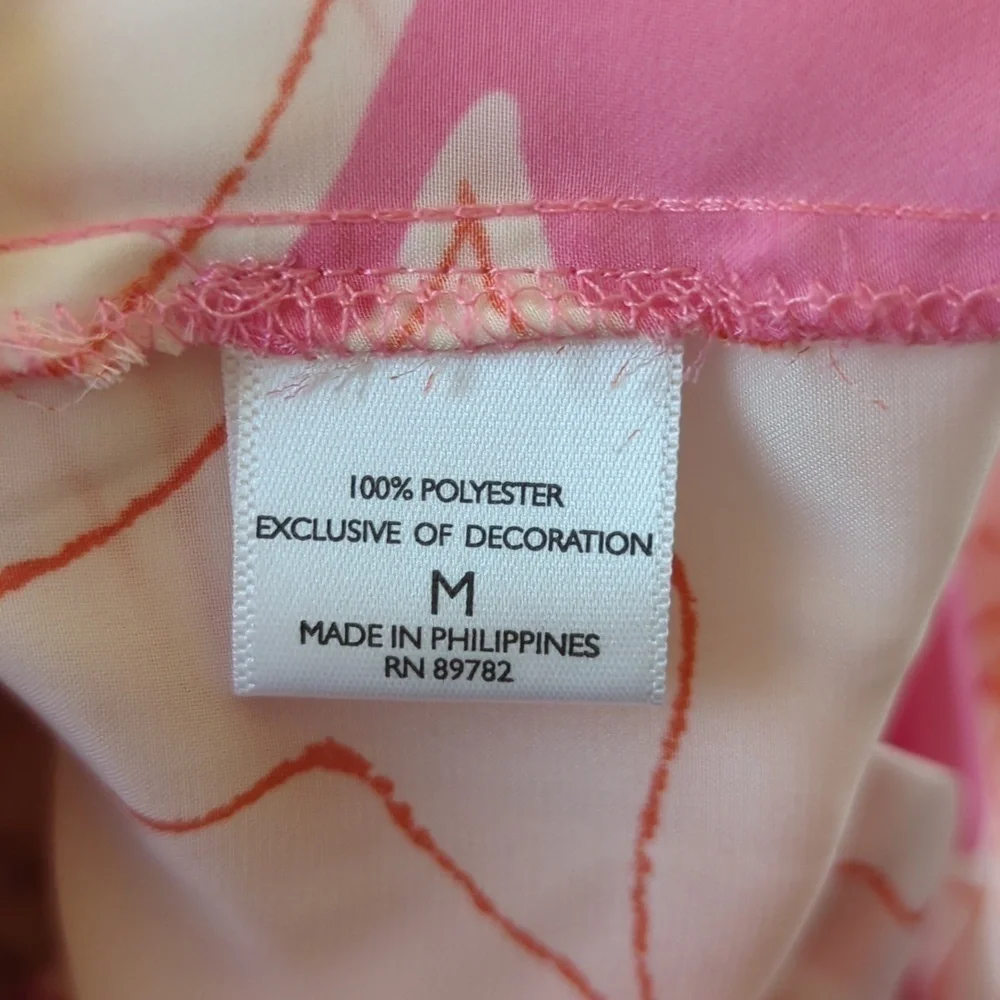 100% POLYESTER
EXCLUSIVE OF DECORATION
M
MADE IN PHILIPPINES
RN 89782